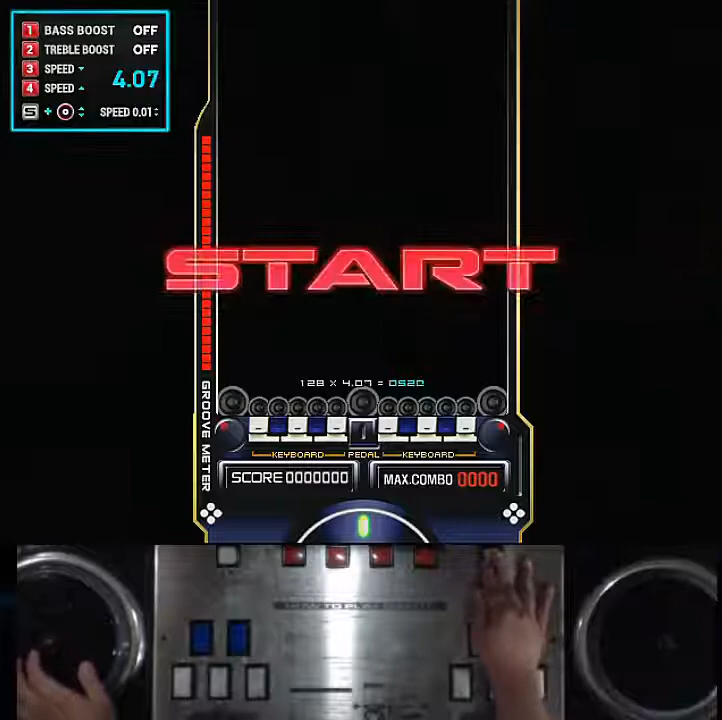 1 BASS BOOST OFF
2 TREBLE BOOST OFF
3 SPEED
4 SPEED
4.07
S + SPEED 0.01
START
128 X 4.07 = 0520
GROOVE METER
KEYBOARD PEDAL KEYBOARD
SCORE 0000000
MAX.COMBO 0000